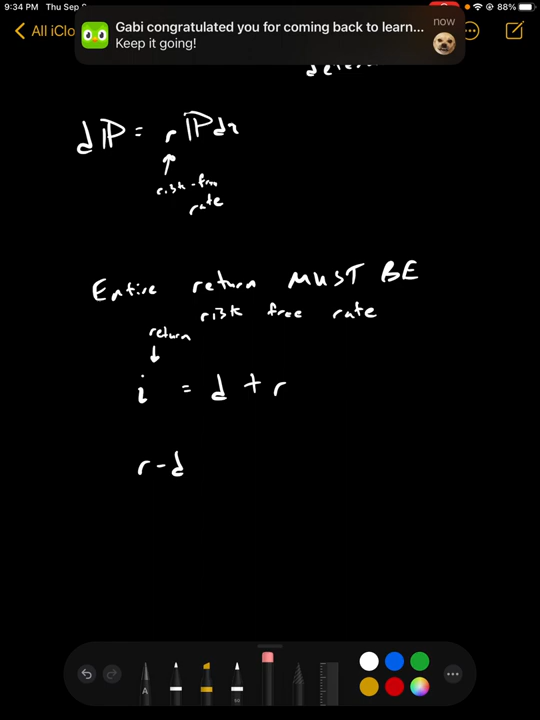 9:34 PM Thu Sep
88%
All iClo
Gabi congratulated you for coming back to learn...
now
Keep it going!
dℙ = rℙdt
risk-free
rate
Entire return MUST BE
risk free rate
return
i = d + r
r-d
A